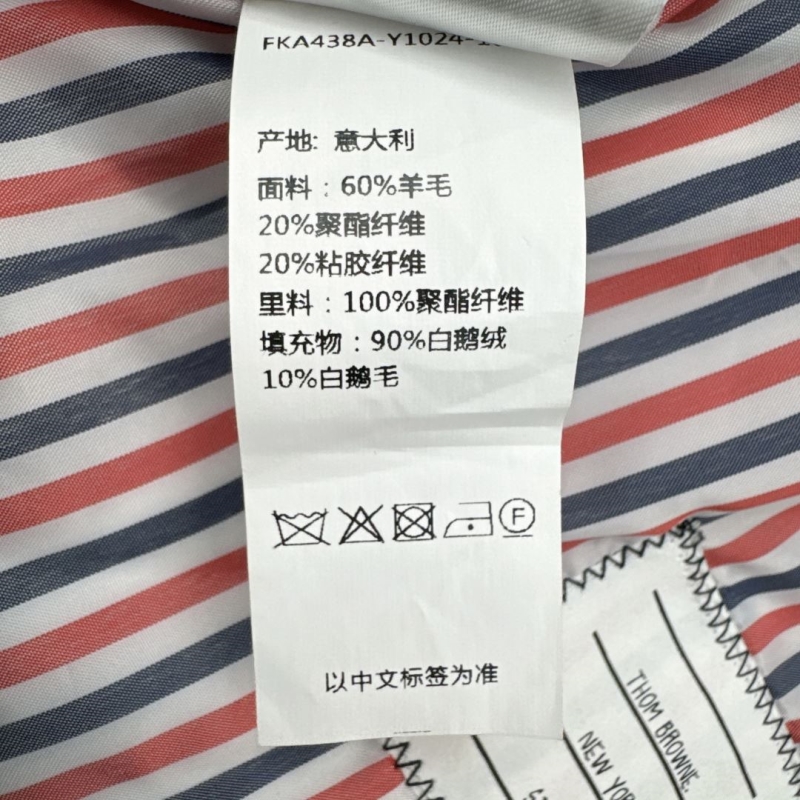 FKA438A-Y1024-
产地: 意大利
面料：60%羊毛
20%聚酯纤维
20%粘胶纤维
里料：100%聚酯纤维
填充物：90%白鹅绒
10%白鹅毛
F
以中文标签为准
THOM BROWNE.
NEW YO